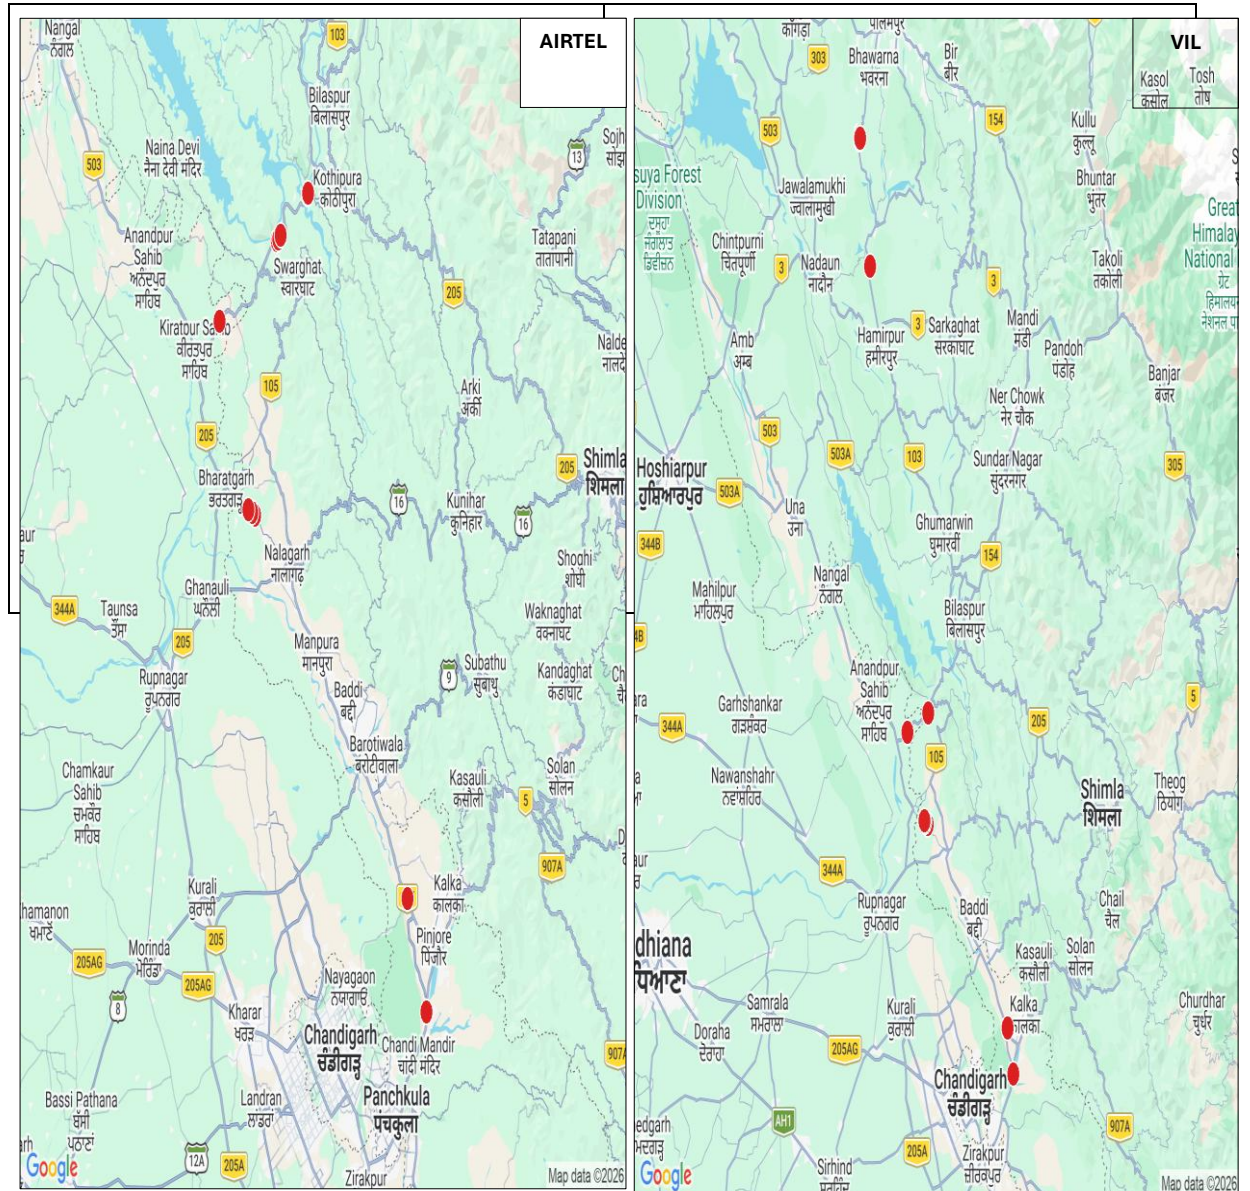 AIRTEL
Nangal
ਨੰਗਲ
103
Bilaspur
बिलासपुर
13
503
Naina Devi
नैना देवी मंदिर
Kothipura
कोठीपुरा
Anandpur
Sahib
ਅਨੰਦਪੁਰ
ਸਾਹਿਬ
Swarghat
स्वारघाट
Tatapani
तातापानी
205
Kiratpur
ਕੀਰਤਪੁਰ
ਸਾਹਿਬ
105
Arki
अर्की
205
Bharatgarh
ਭਰਤਗੜ੍ਹ
205
Shimla
शिमला
16
Kunihar
कुनिहार
16
Nalagarh
नालागढ़
Shoghi
शोघी
Ghanauli
ਘਨੌਲੀ
344A
Taunsa
ਤੌਂਸਾ
Waknaghat
वाकनाघाट
205
Manpura
मानपुरा
Subathu
सुबाथु
9
Kandaghat
कंडाघाट
Rupnagar
ਰੂਪਨਗਰ
Baddi
बद्दी
Barotiwala
बरोटीवाला
Chamkaur
Sahib
ਚਮਕੌਰ
ਸਾਹਿਬ
Kasauli
कसौली
Solan
सोलन
5
907A
Kurali
ਕੁਰਾਲੀ
Kalka
कालका
205
Pinjore
पिंजौर
Morinda
ਮੋਰਿੰਡਾ
205AG
205AG
Nayagaon
ਨਯਾਗਾਓਂ
8
Kharar
ਖਰੜ
Chandigarh
ਚੰਡੀਗੜ੍ਹ
Chandi Mandir
चांदी मंदिर
Bassi Pathana
ਬੱਸੀ
ਪਠਾਣਾਂ
Landran
ਲਾਂਡਰਾ
Panchkula
पंचकुला
12A
205A
Zirakpur
Google
Map data ©2026
VIL
Kasol
कसोल
Tosh
तोष
303
Bhawarna
भवरना
Bir
बीर
154
Kullu
कुल्लू
503
Bhuntar
भुंतर
Jawalamukhi
ज्वालामुखी
Chintpurni
चिंतपूर्णी
3
Nadaun
नादौन
3
Takoli
तकोली
National
3
Hamirpur
हमीरपुर
Sarkaghat
सरकाघाट
Mandi
मंडी
Pandoh
पंडोह
Amb
अम्ब
Banjar
बंजर
Ner Chowk
नेर चौक
503
503A
103
Hoshiarpur
ਹੁਸ਼ਿਆਰਪੁਰ
503A
Sundar Nagar
सुंदरनगर
305
Una
ऊना
Ghumarwin
घुमारवीं
344B
154
Nangal
ਨੰਗਲ
Mahilpur
ਮਾਹਿਲਪੁਰ
Bilaspur
बिलासपुर
Anandpur
Sahib
ਅਨੰਦਪੁਰ
ਸਾਹਿਬ
Garhshankar
ਗੜ੍ਹਸ਼ੰਕਰ
5
344A
205
105
Nawanshahr
ਨਵਾਂਸ਼ਹਿਰ
Shimla
शिमला
Theog
ठियोग
344A
Rupnagar
ਰੂਪਨਗਰ
Baddi
बद्दी
Chail
चैल
Kasauli
कसौली
Solan
सोलन
Samrala
ਸਮਰਾਲਾ
Kurali
ਕੁਰਾਲੀ
Kalka
Churdhar
चुर्धर
Doraha
ਦੋਰਾਹਾ
205AG
Chandigarh
ਚੰਡੀਗੜ੍ਹ
AH1
907A
205A
Zirakpur
ਜ਼ੀਰਕਪੁਰ
Sirhind
Google
Map data ©2026